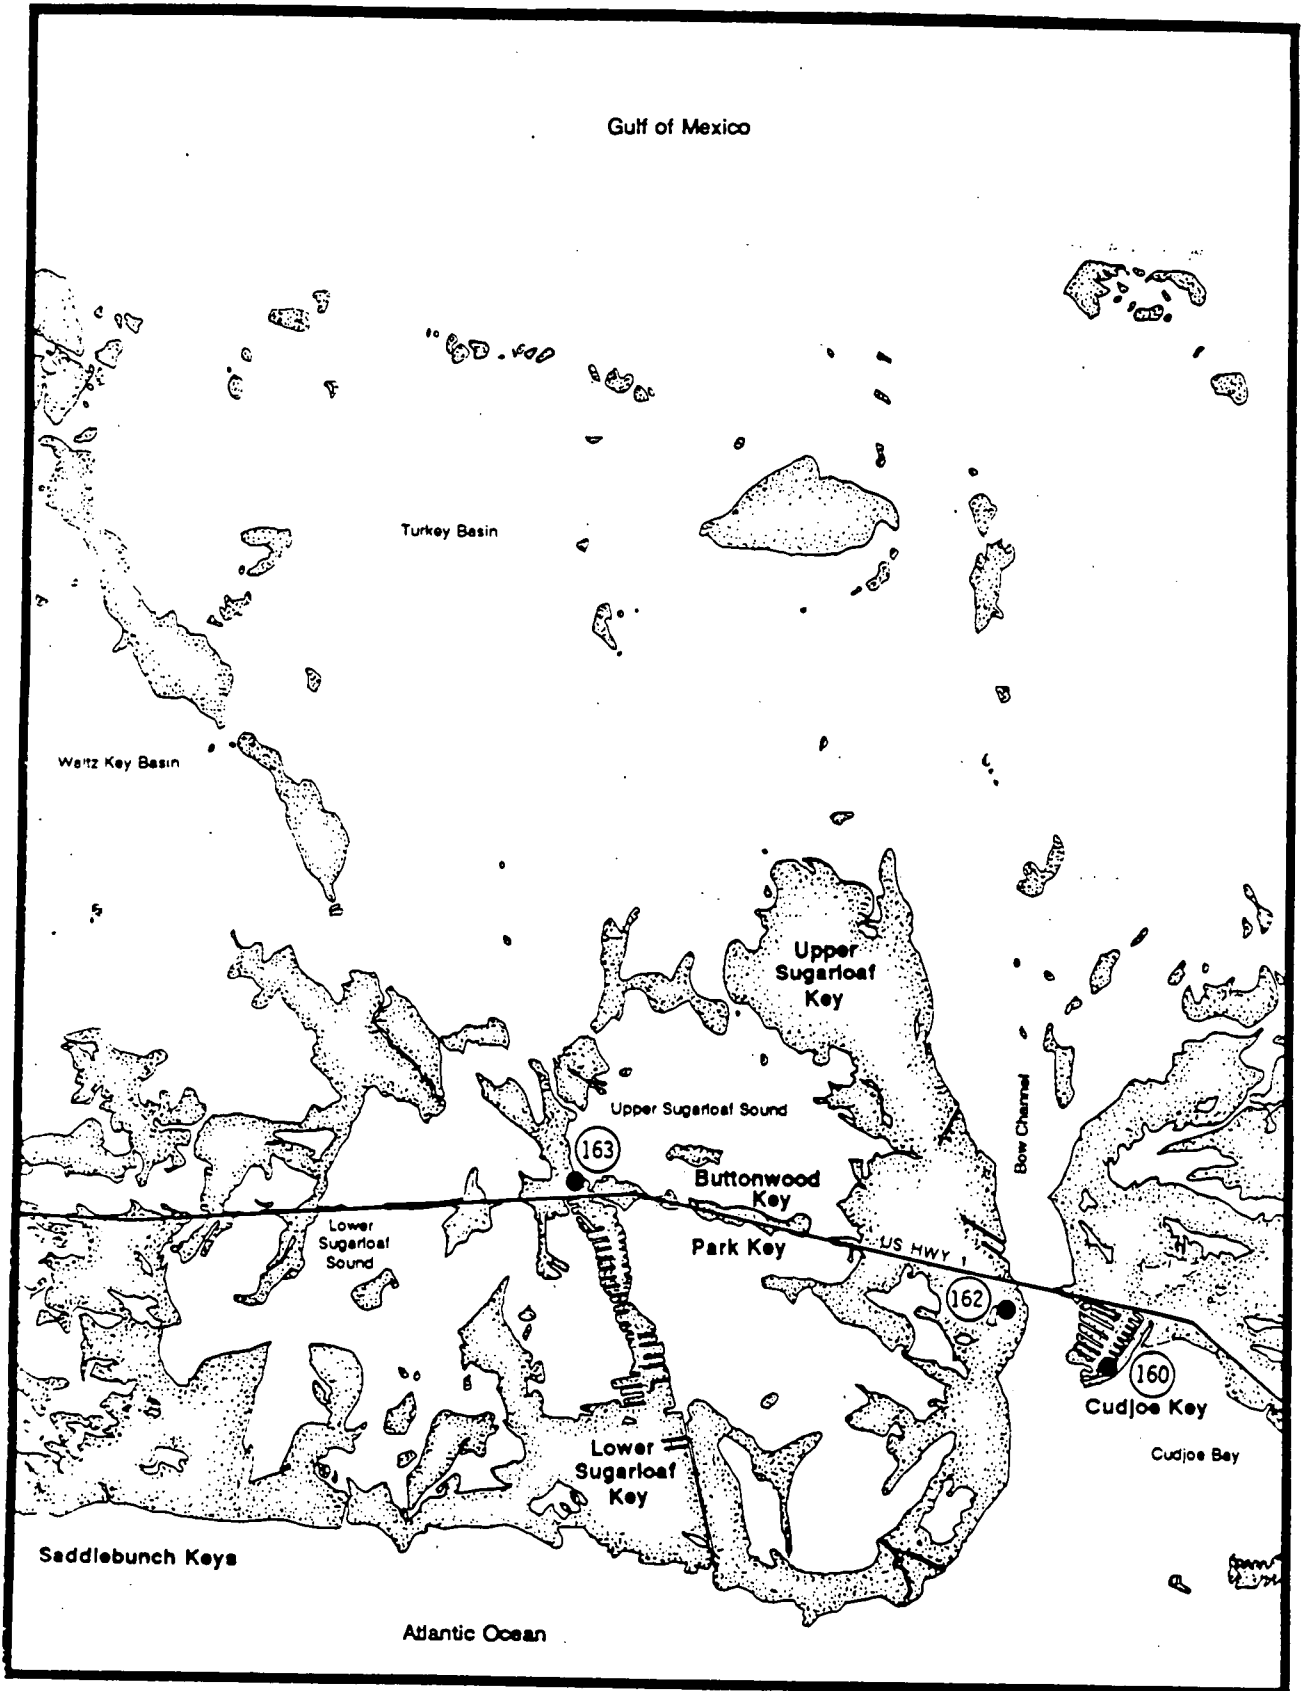 Gulf of Mexico
Turkey Basin
Waltz Key Basin
Upper
Sugarloaf
Key
Bow Channel
Upper Sugarloaf Sound
163
Buttonwood
Key
Park Key
Lower
Sugarloaf
Sound
US HWY 1
162
160
Cudjoe Key
Cudjoe Bay
Lower
Sugarloaf
Key
Saddlebunch Keys
Atlantic Ocean